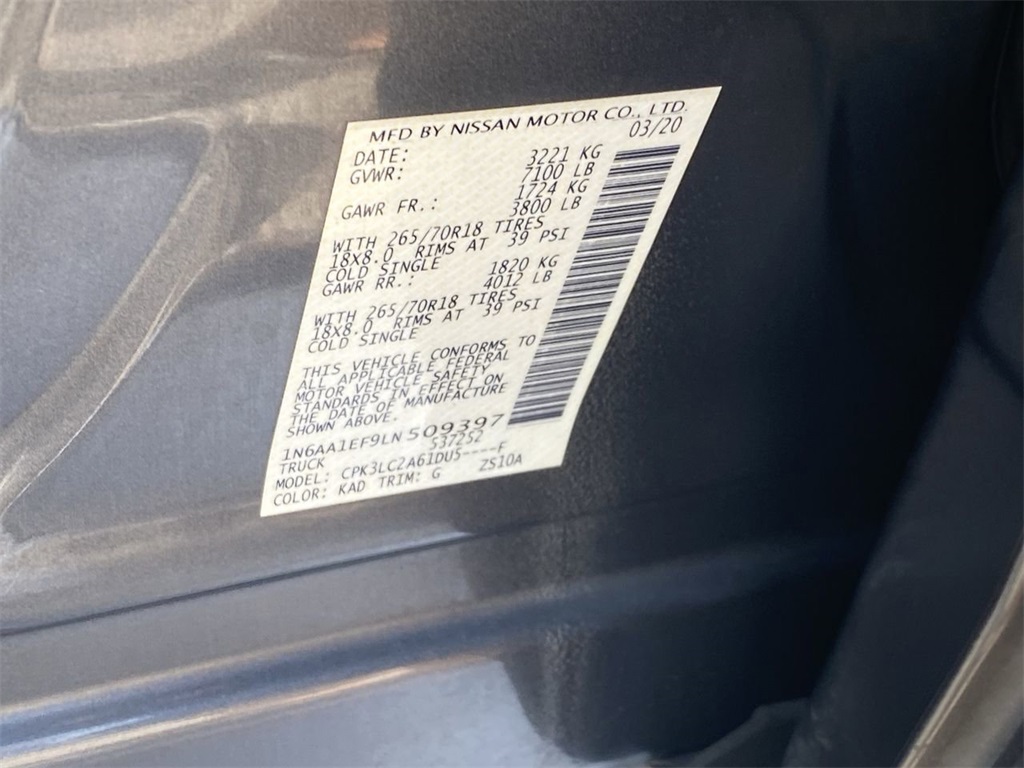 MFD BY NISSAN MOTOR CO., LTD.
DATE: 03/20
GVWR: 3221 KG
7100 LB
GAWR FR.: 1724 KG
3800 LB
WITH 265/70R18 TIRES
18X8.0 RIMS AT 39 PSI
COLD SINGLE
GAWR RR.: 1820 KG
4012 LB
WITH 265/70R18 TIRES
18X8.0 RIMS AT 39 PSI
COLD SINGLE
THIS VEHICLE CONFORMS TO
ALL APPLICABLE FEDERAL
MOTOR VEHICLE SAFETY
STANDARDS IN EFFECT ON
THE DATE OF MANUFACTURE
SHOWN ABOVE.
1N6AA1EF9LN 509397
TRUCK 537252
MODEL: CPK3LC2A61DU5----F
COLOR: KAD TRIM: G ZS10A